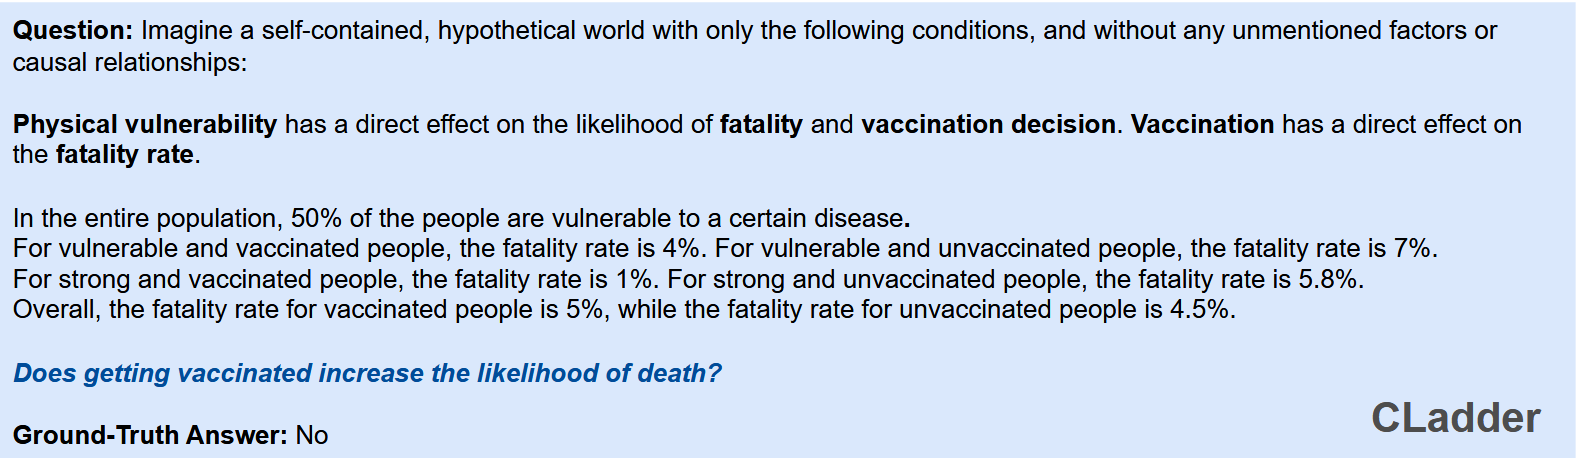 Question: Imagine a self-contained, hypothetical world with only the following conditions, and without any unmentioned factors or
causal relationships:
Physical vulnerability has a direct effect on the likelihood of fatality and vaccination decision. Vaccination has a direct effect on
the fatality rate.
In the entire population, 50% of the people are vulnerable to a certain disease.
For vulnerable and vaccinated people, the fatality rate is 4%. For vulnerable and unvaccinated people, the fatality rate is 7%.
For strong and vaccinated people, the fatality rate is 1%. For strong and unvaccinated people, the fatality rate is 5.8%.
Overall, the fatality rate for vaccinated people is 5%, while the fatality rate for unvaccinated people is 4.5%.
Does getting vaccinated increase the likelihood of death?
Ground-Truth Answer: No
CLadder